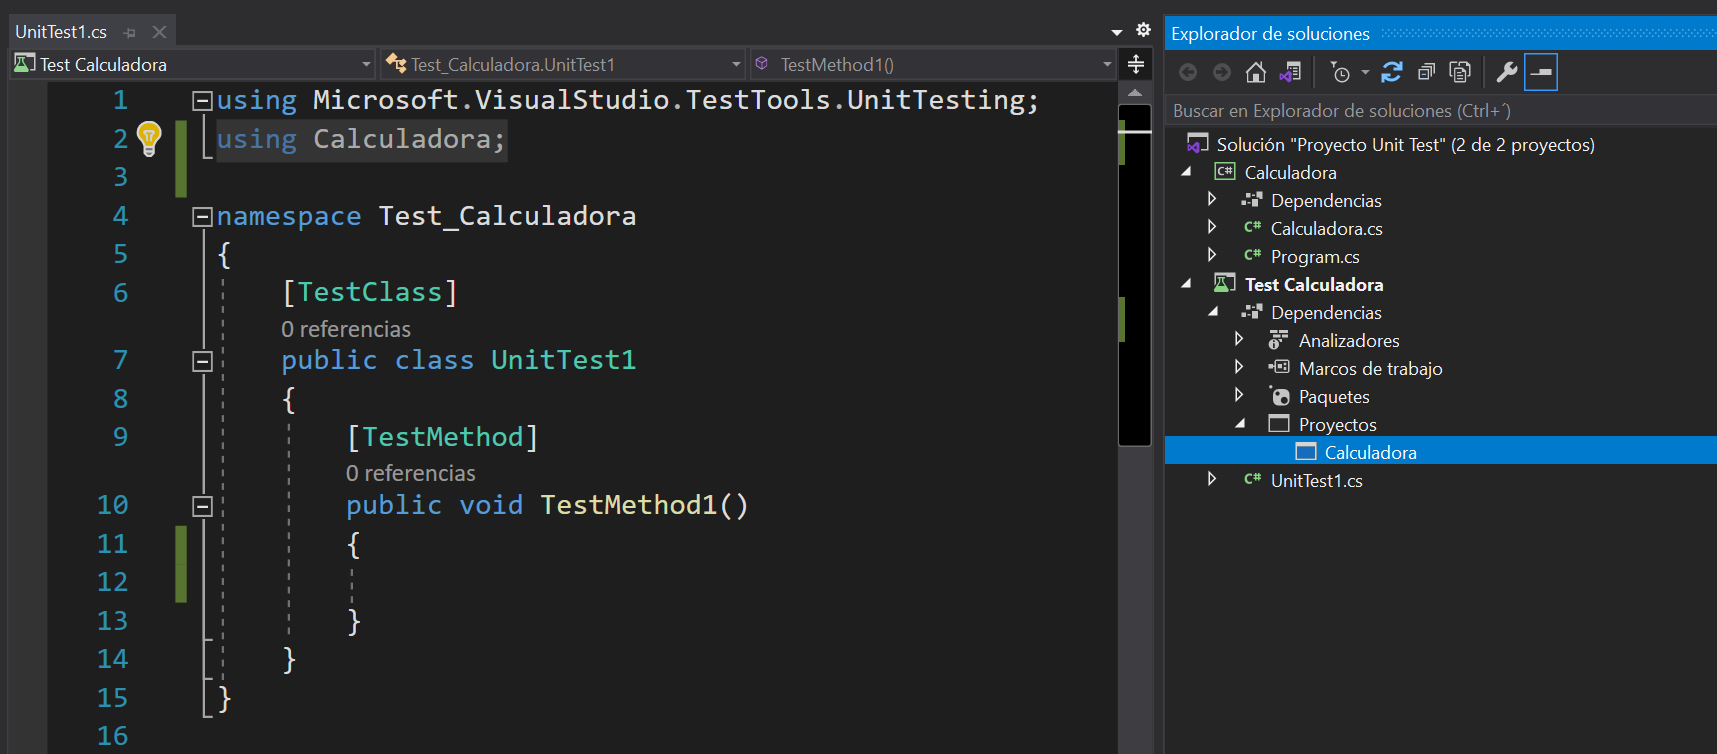 UnitTest1.cs
Test Calculadora
Test_Calculadora.UnitTest1
TestMethod1()
1 using Microsoft.VisualStudio.TestTools.UnitTesting;
2 using Calculadora;
3
4 namespace Test_Calculadora
5 {
6 [TestClass]
0 referencias
7 public class UnitTest1
8 {
9 [TestMethod]
0 referencias
10 public void TestMethod1()
11 {
12
13 }
14 }
15 }
16
Explorador de soluciones
Buscar en Explorador de soluciones (Ctrl+´)
Solución "Proyecto Unit Test" (2 de 2 proyectos)
C# Calculadora
Dependencias
C# Calculadora.cs
C# Program.cs
Test Calculadora
Dependencias
Analizadores
Marcos de trabajo
Paquetes
Proyectos
Calculadora
C# UnitTest1.cs